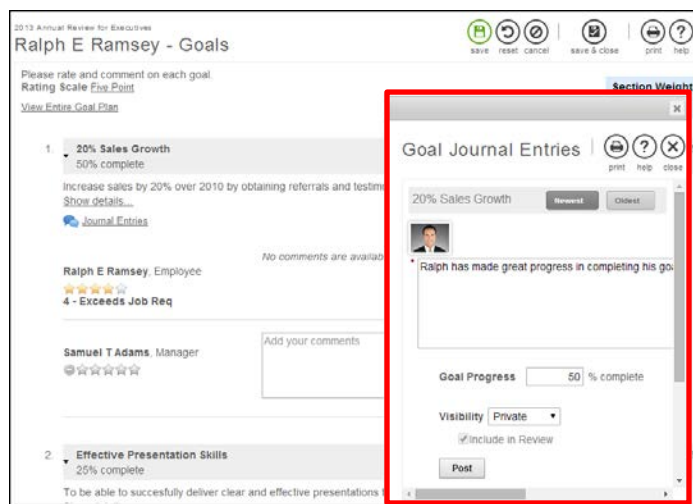 2013 Annual Review for Executives
Ralph E Ramsey - Goals
save reset cancel save & close print help
Please rate and comment on each goal
Rating Scale Five Point
Section Weight
View Entire Goal Plan
1. 20% Sales Growth
50% complete
Increase sales by 20% over 2010 by obtaining referrals and
Show details...
Journal Entries
No comments are
Ralph E Ramsey, Employee
4 - Exceeds Job Req
Samuel T Adams, Manager
Add your comments
2. Effective Presentation Skills
25% complete
To be able to succesfully deliver clear and effective presentations
Goal Journal Entries
print help close
20% Sales Growth Newest Oldest
* Ralph has made great progress in completing his
Goal Progress 50 % complete
Visibility Private
Include in Review
Post